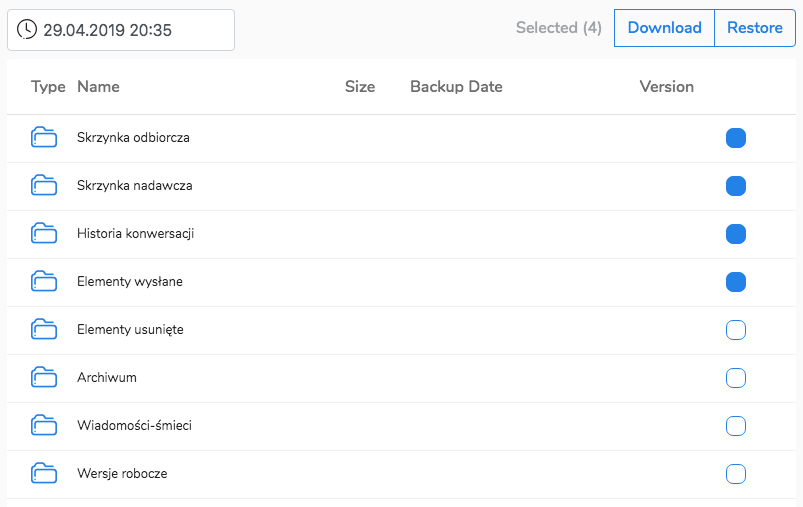 29.04.2019 20:35 Selected (4) Download Restore
Type Name Size Backup Date Version
Skrzynka odbiorcza
Skrzynka nadawcza
Historia konwersacji
Elementy wysłane
Elementy usunięte
Archiwum
Wiadomości-śmieci
Wersje robocze